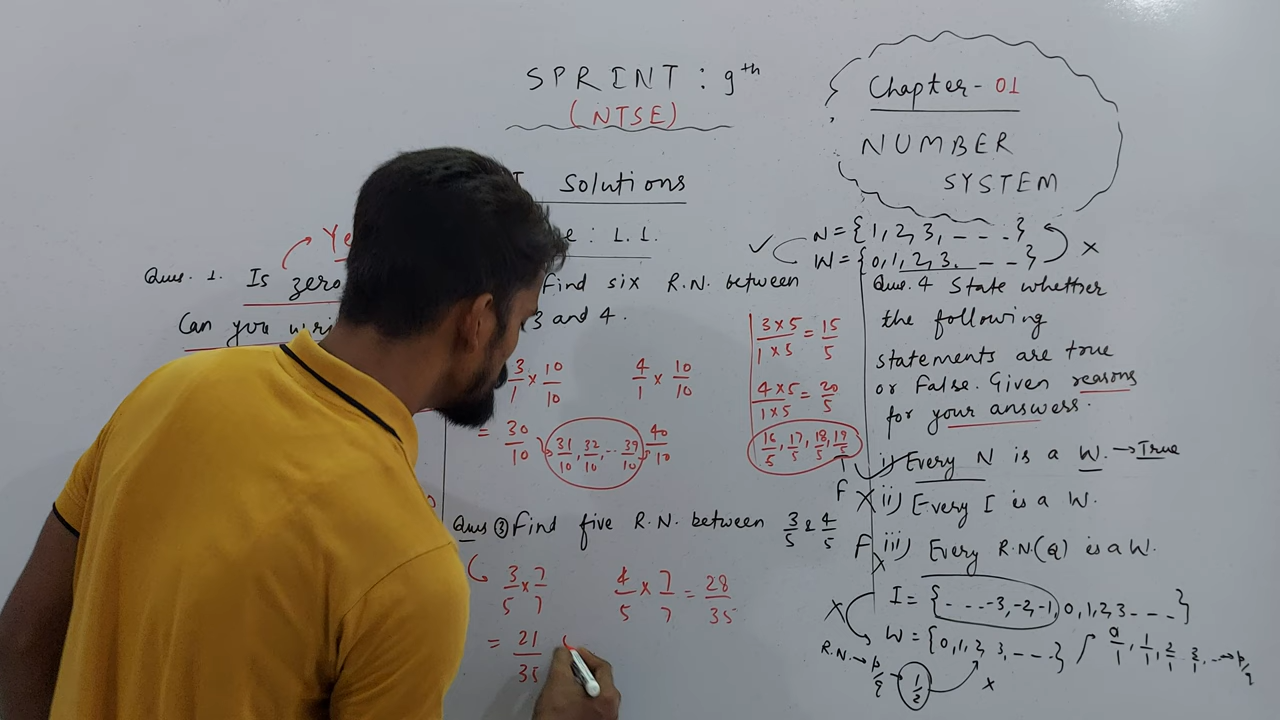 SPRINT : 9th
(NTSE)
Solutions
: 1.1.
Chapter- 01
NUMBER
SYSTEM
N = {1, 2, 3, - - - .}
W = {0, 1, 2, 3. - - -}
x
Ques. 1. Is zero
Can you
Find six R.N. between
3 and 4.
3/1 × 10/10
4/1 × 10/10
= 30/10
31/10, 32/10, ... 39/10
40/10
3×5/1×5 = 15/5
4×5/1×5 = 20/5
16/5, 17/5, 18/5, 19/5
Ques ③ Find five R.N. between 3/5 & 4/5
3/5 × 7/7
4/5 × 7/7 = 28/35
= 21/35
Que. 4 State whether
the following
statements are true
or False. Given reasons
for your answers.
T i) Every N is a W. → True
F X ii) Every I is a W.
F X iii) Every R.N.(Q) is a W.
I = {- - - -3, -2, -1, 0, 1, 2, 3 - - - -}
X W = {0, 1, 2, 3, - - - -}
0/1, 1/1, 2/1, 3/1, ... → p/q
R.N. → p/q
1/2
x